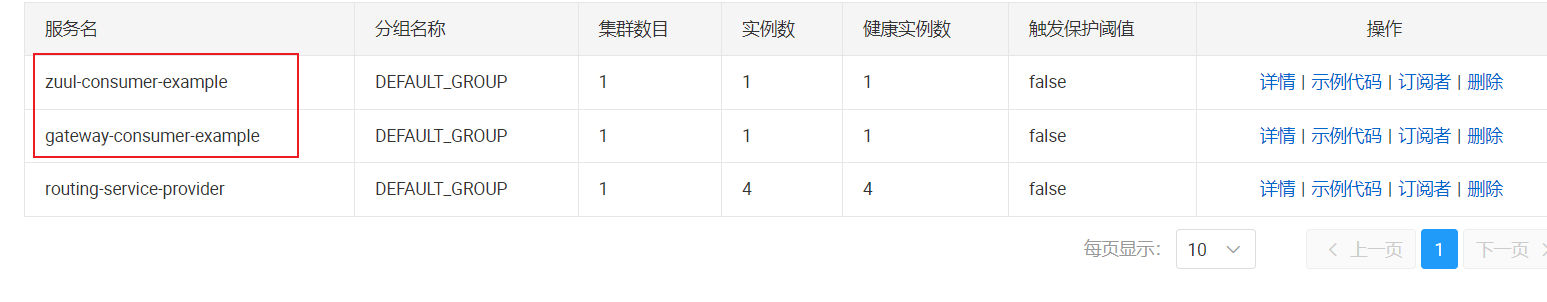 服务名 分组名称 集群数目 实例数 健康实例数 触发保护阈值 操作
zuul-consumer-example DEFAULT_GROUP 1 1 1 false 详情 | 示例代码 | 订阅者 | 删除
gateway-consumer-example DEFAULT_GROUP 1 1 1 false 详情 | 示例代码 | 订阅者 | 删除
routing-service-provider DEFAULT_GROUP 1 4 4 false 详情 | 示例代码 | 订阅者 | 删除
每页显示: 10 上一页 1 下一页